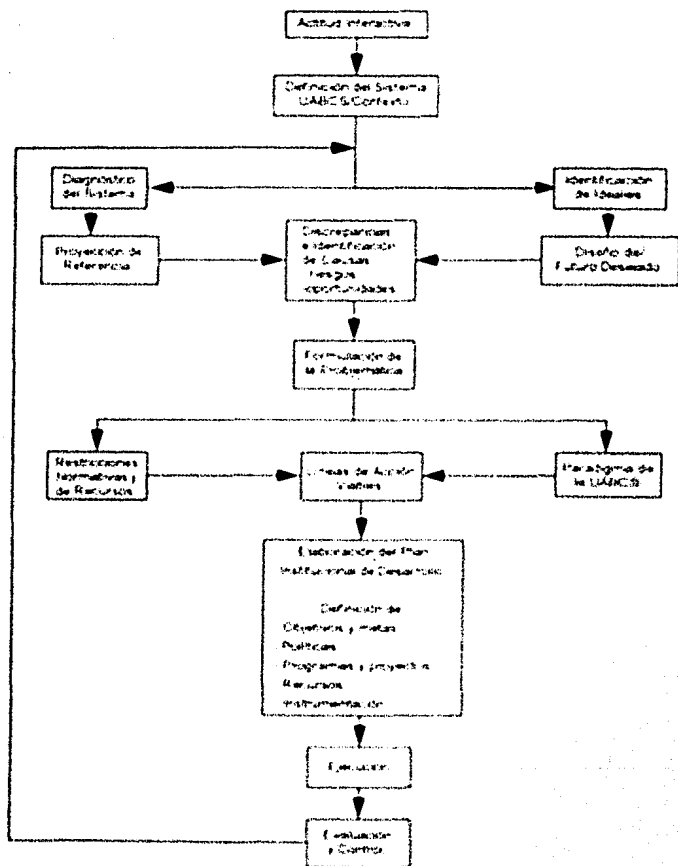 Actitud Interactiva
Definición del Sistema
UABCS/Contexto
Diagnóstico
del Sistema
Identificación
de Ideales
Proyección de
Referencia
Discrepancias
e Identificación
de Causas
Riesgos
oportunidades
Diseño del
Futuro Deseado
Formulación de
la Problemática
Restricciones
Normativas y
de Recursos
Líneas de Acción
Viables
Paradigma de
la UABCS
Elaboración del Plan
Institucional de Desarrollo
Definición de
Objetivos y metas
Políticas
Programas y proyectos
Recursos
Instrumentación
Ejecución
Evaluación
y Control